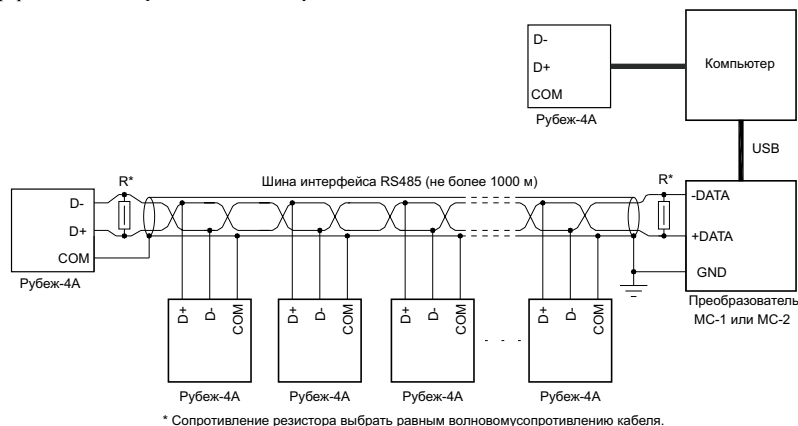 D-
D+
COM
Рубеж-4А
Компьютер
USB
R*
Шина интерфейса RS485 (не более 1000 м)
R*
D-
D+
COM
Рубеж-4А
-DATA
+DATA
GND
Преобразователь
МС-1 или МС-2
D+ D- COM
D+ D- COM
D+ D- COM
D+ D- COM
Рубеж-4А
Рубеж-4А
Рубеж-4А
Рубеж-4А
* Сопротивление резистора выбрать равным волновомусопротивлению кабеля.